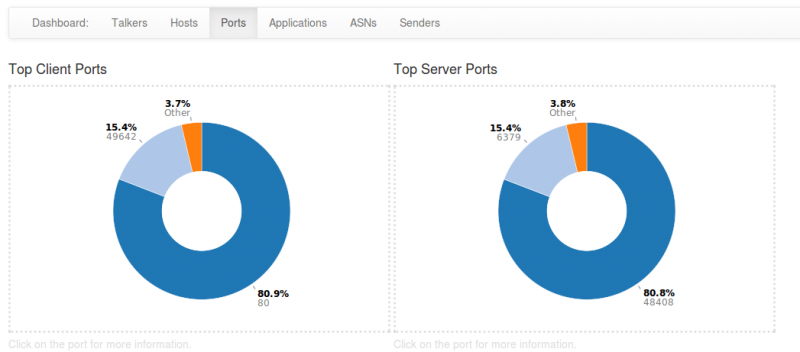 Dashboard: Talkers Hosts Ports Applications ASNs Senders
Top Client Ports
3.7%
Other
15.4%
49642
80.9%
80
Click on the port for more information.
Top Server Ports
3.8%
Other
15.4%
6379
80.8%
48408
Click on the port for more information.